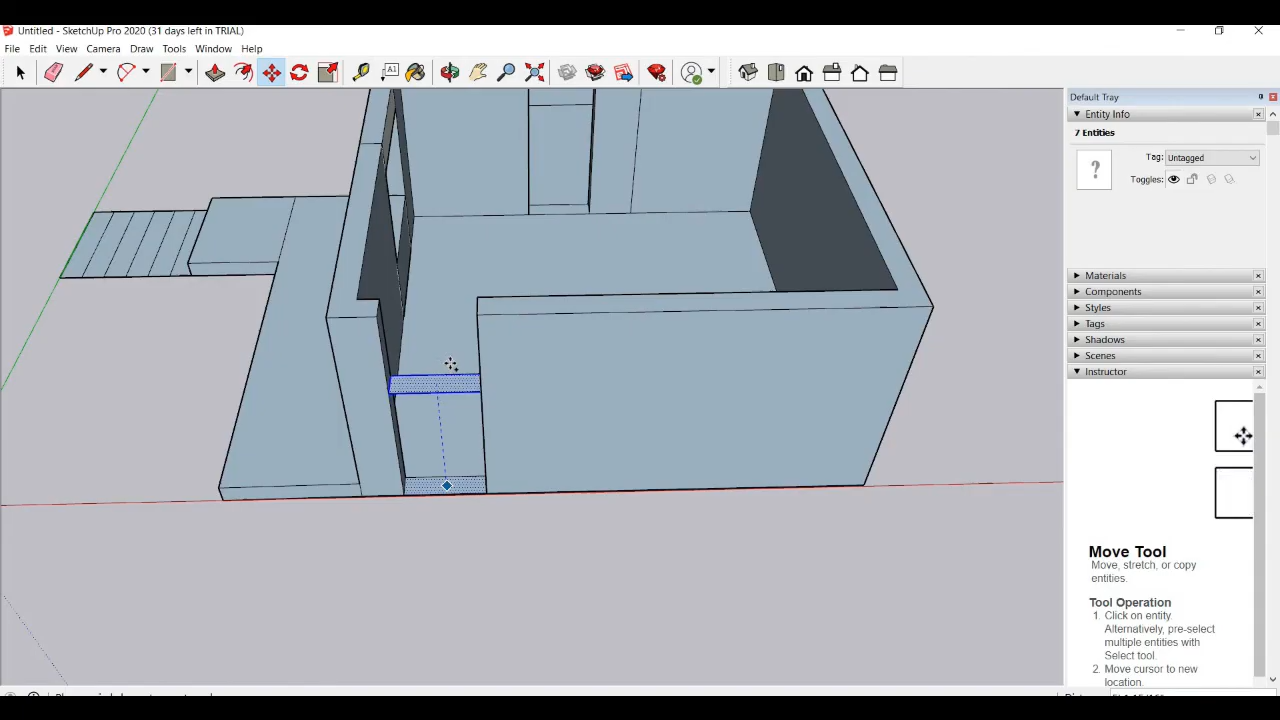 Untitled - SketchUp Pro 2020 (31 days left in TRIAL)
File Edit View Camera Draw Tools Window Help
A1
Default Tray
Entity Info
7 Entities
Tag: Untagged
?
Toggles:
Materials
Components
Styles
Tags
Shadows
Scenes
Instructor
Move Tool
Move, stretch, or copy
entities.
Tool Operation
1. Click on entity.
Alternatively, pre-select
multiple entities with
Select tool.
2. Move cursor to new
location.